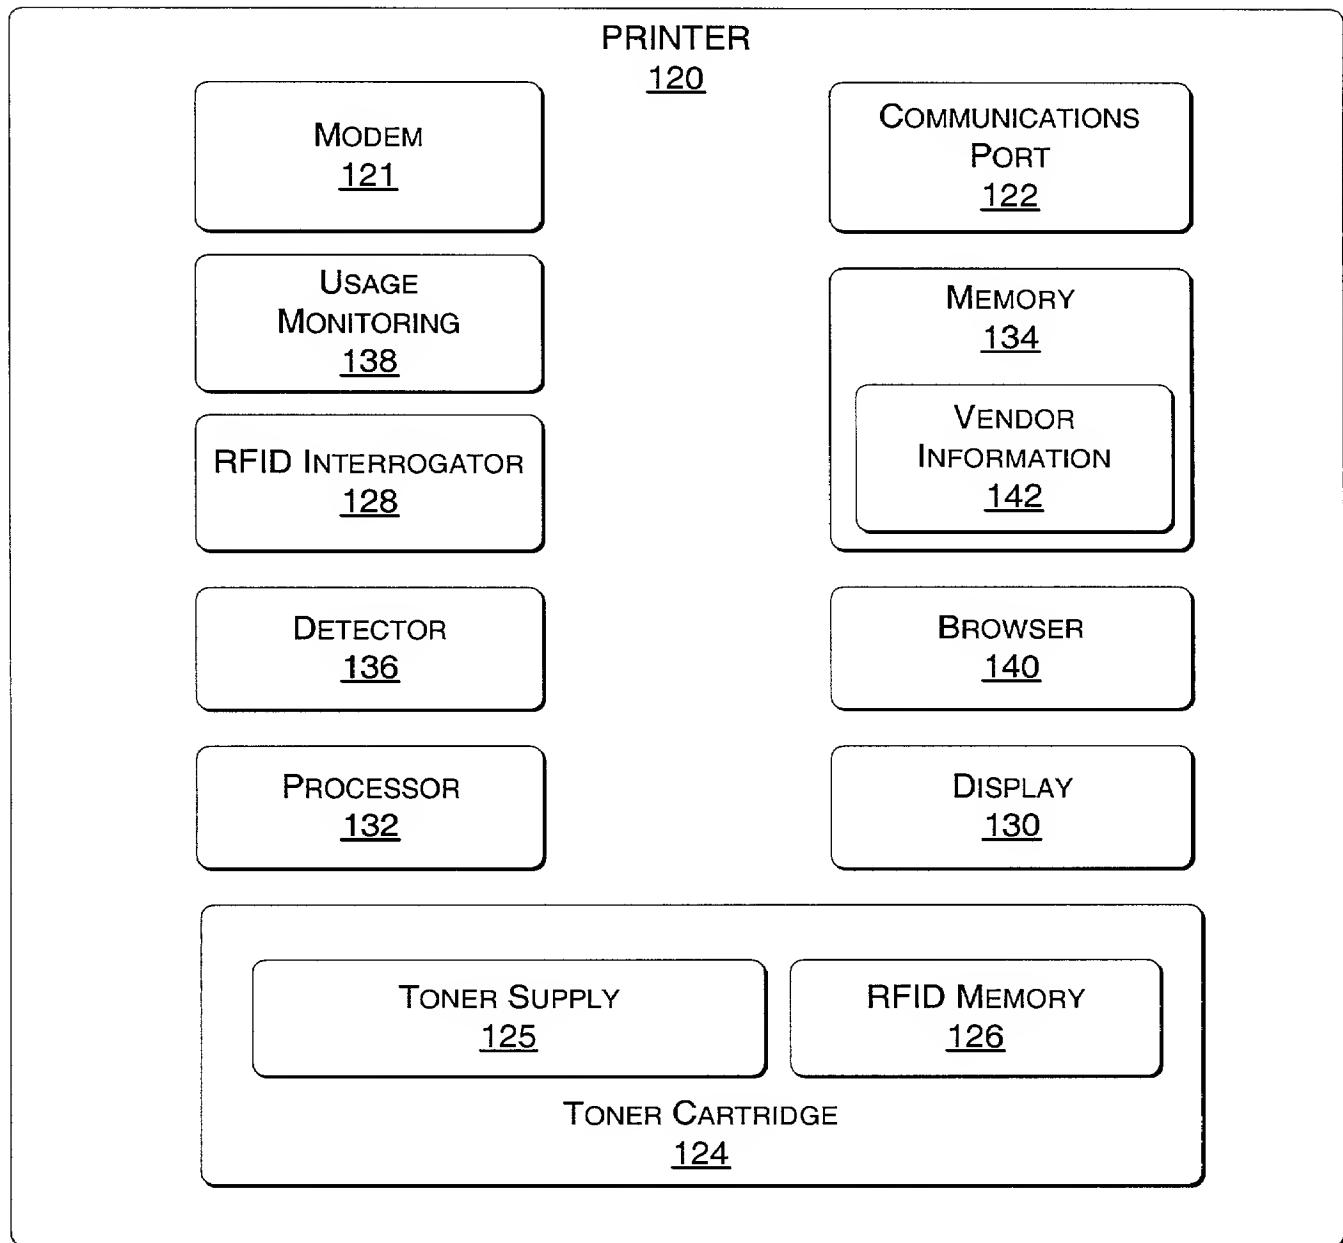 PRINTER
120
MODEM
121
COMMUNICATIONS
PORT
122
USAGE
MONITORING
138
MEMORY
134
VENDOR
INFORMATION
142
RFID INTERROGATOR
128
DETECTOR
136
BROWSER
140
PROCESSOR
132
DISPLAY
130
TONER SUPPLY
125
RFID MEMORY
126
TONER CARTRIDGE
124